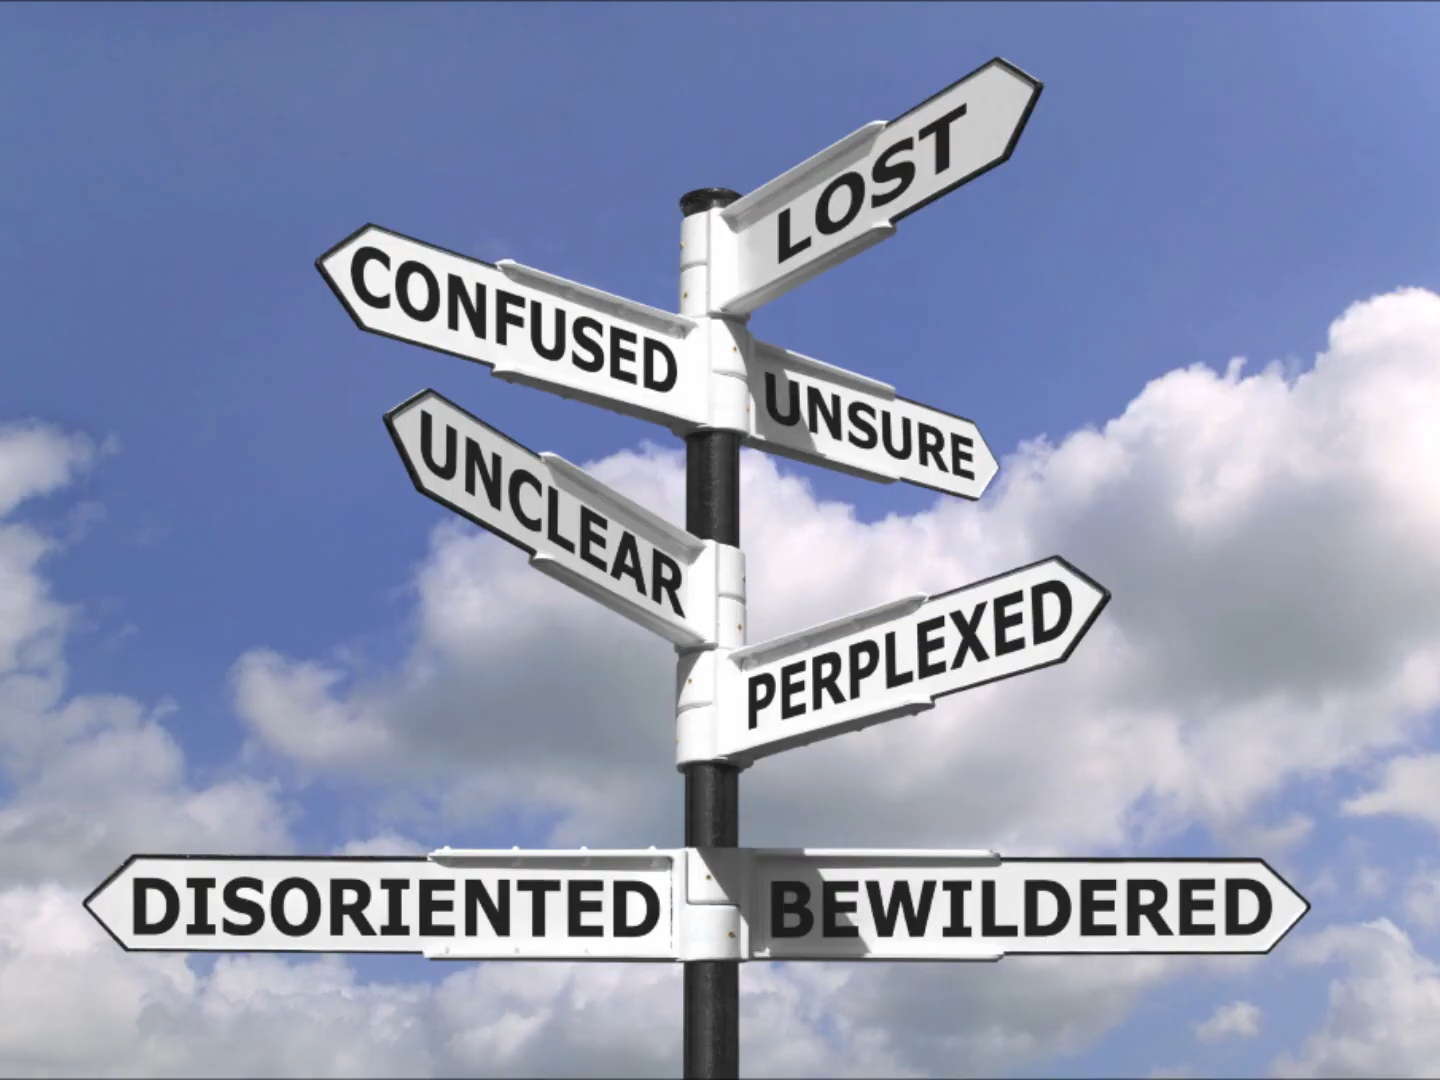 LOST
CONFUSED
UNSURE
UNCLEAR
PERPLEXED
DISORIENTED
BEWILDERED